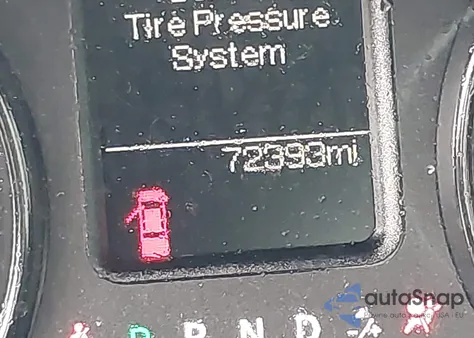 Tire Pressure
System
72393mi
P R N D
autoSnap